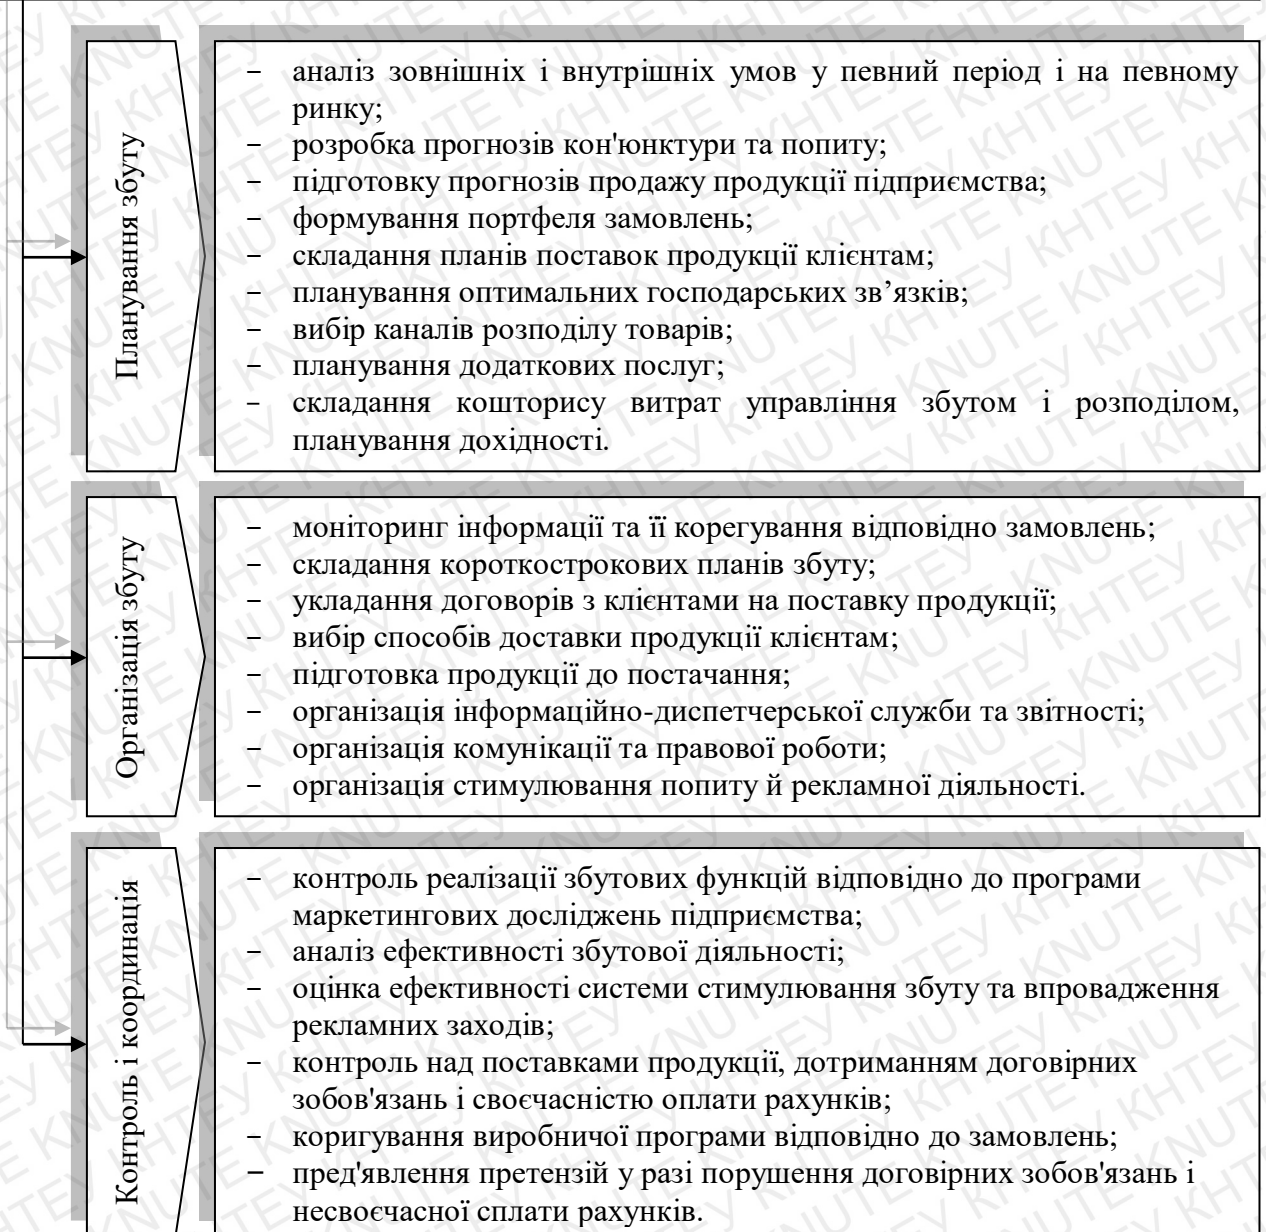 Планування збуту
– аналіз зовнішніх і внутрішніх умов у певний період і на певному
ринку;
– розробка прогнозів кон'юнктури та попиту;
– підготовку прогнозів продажу продукції підприємства;
– формування портфеля замовлень;
– складання планів поставок продукції клієнтам;
– планування оптимальних господарських зв’язків;
– вибір каналів розподілу товарів;
– планування додаткових послуг;
– складання кошторису витрат управління збутом і розподілом,
планування дохідності.
Організація збуту
– моніторинг інформації та її корегування відповідно замовлень;
– складання короткострокових планів збуту;
– укладання договорів з клієнтами на поставку продукції;
– вибір способів доставки продукції клієнтам;
– підготовка продукції до постачання;
– організація інформаційно-диспетчерської служби та звітності;
– організація комунікації та правової роботи;
– організація стимулювання попиту й рекламної діяльності.
Контроль і координація
– контроль реалізації збутових функцій відповідно до програми
маркетингових досліджень підприємства;
– аналіз ефективності збутової діяльності;
– оцінка ефективності системи стимулювання збуту та впровадження
рекламних заходів;
– контроль над поставками продукції, дотриманням договірних
зобов'язань і своєчасністю оплати рахунків;
– коригування виробничої програми відповідно до замовлень;
– пред'явлення претензій у разі порушення договірних зобов'язань і
несвоєчасної сплати рахунків.